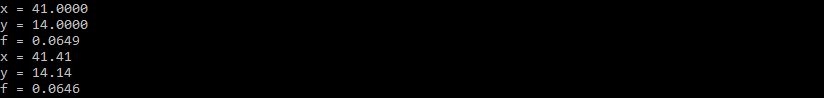 x = 41.0000
y = 14.0000
f = 0.0649
x = 41.41
y = 14.14
f = 0.0646